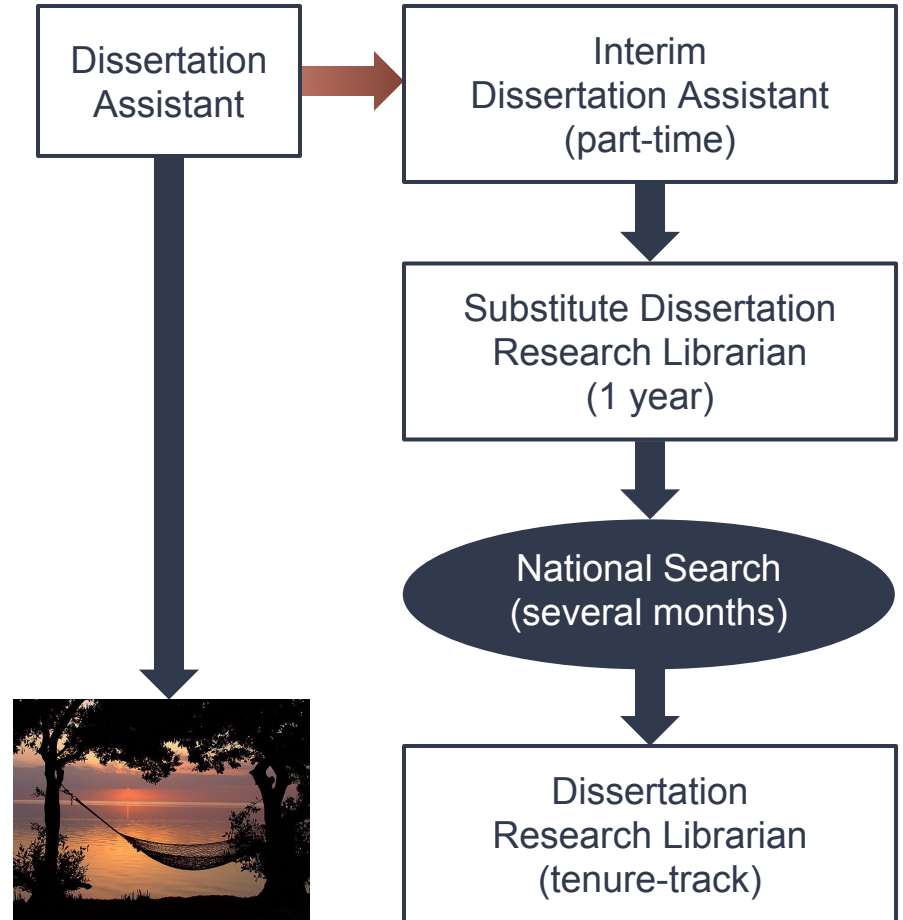 Dissertation
Assistant
Interim
Dissertation Assistant
(part-time)
Substitute Dissertation
Research Librarian
(1 year)
National Search
(several months)
Dissertation
Research Librarian
(tenure-track)